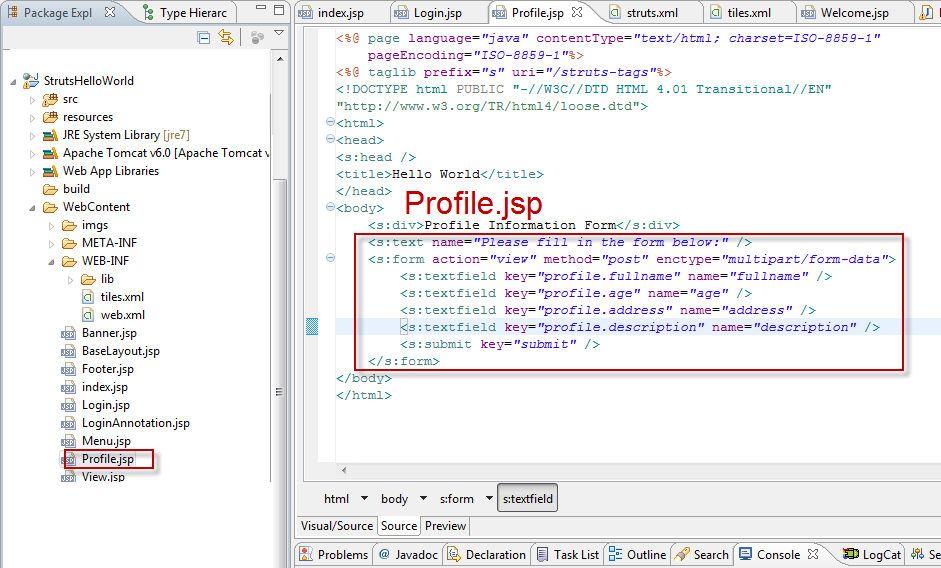 Package Expl
Type Hierarc
StrutsHelloWorld
src
resources
JRE System Library [jre7]
Apache Tomcat v6.0 [Apache Tomcat v
Web App Libraries
build
WebContent
imgs
META-INF
WEB-INF
lib
tiles.xml
web.xml
Banner.jsp
BaseLayout.jsp
Footer.jsp
index.jsp
Login.jsp
LoginAnnotation.jsp
Menu.jsp
Profile.jsp
View.jsp
index.jsp
Login.jsp
Profile.jsp
struts.xml
tiles.xml
Welcome.jsp
<%@ page language="java" contentType="text/html; charset=ISO-8859-1"
pageEncoding="ISO-8859-1"%>
<%@ taglib prefix="s" uri="/struts-tags"%>
<!DOCTYPE html PUBLIC "-//W3C//DTD HTML 4.01 Transitional//EN"
"http://www.w3.org/TR/html4/loose.dtd">
<html>
<head>
<s:head />
<title>Hello World</title>
</head>
Profile.jsp
<body>
<s:div>Profile Information Form</s:div>
<s:text name="Please fill in the form below:" />
<s:form action="view" method="post" enctype="multipart/form-data">
<s:textfield key="profile.fullname" name="fullname" />
<s:textfield key="profile.age" name="age" />
<s:textfield key="profile.address" name="address" />
<s:textfield key="profile.description" name="description" />
<s:submit key="submit" />
</s:form>
</body>
</html>
html body s:form s:textfield
Visual/Source Source Preview
Problems @ Javadoc Declaration Task List Outline Search Console LogCat Se